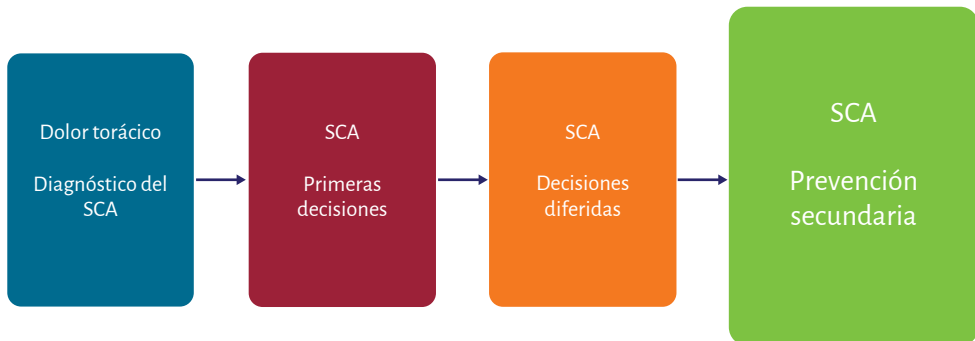 Dolor torácico
Diagnóstico del
SCA
SCA
Primeras
decisiones
SCA
Decisiones
diferidas
SCA
Prevención
secundaria